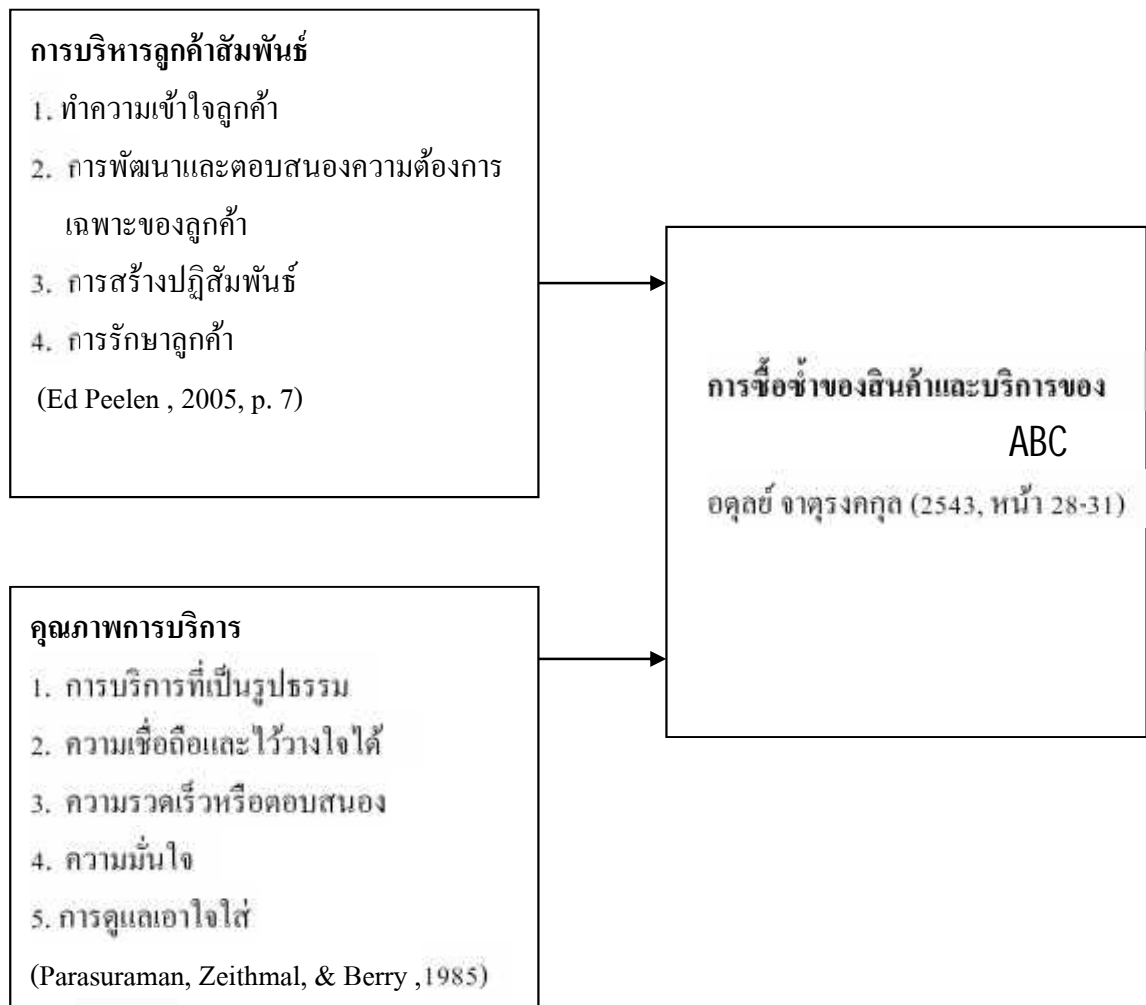 การบริหารลูกค้าสัมพันธ์
1. ทำความเข้าใจลูกค้า
2. การพัฒนาและตอบสนองความต้องการ
เฉพาะของลูกค้า
3. การสร้างปฏิสัมพันธ์
4. การรักษาลูกค้า
(Ed Peelen , 2005, p. 7)
การซื้อซ้ำของสินค้าและบริการของ
ABC
อดุลย์ จาตุรงคกุล (2543, หน้า 28-31)
คุณภาพการบริการ
1. การบริการที่เป็นรูปธรรม
2. ความเชื่อถือและไว้วางใจได้
3. ความรวดเร็วหรือตอบสนอง
4. ความมั่นใจ
5. การดูแลเอาใจใส่
(Parasuraman, Zeithmal, & Berry ,1985)